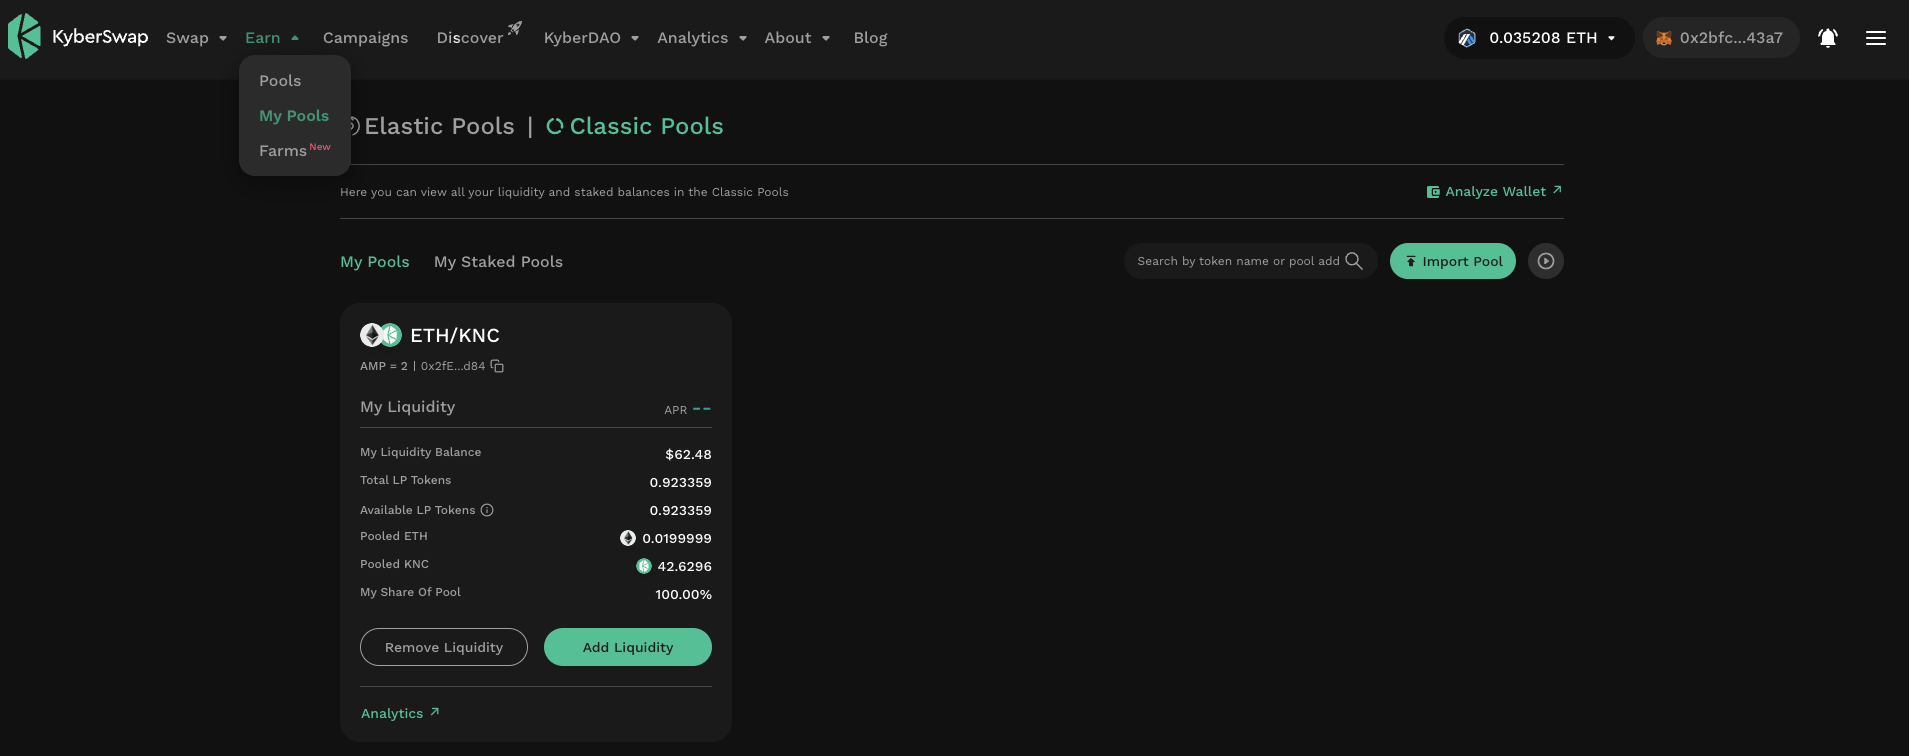 KyberSwap Swap Earn Campaigns Discover KyberDAO Analytics About Blog 0.035208 ETH 0x2bfc...43a7
Pools
My Pools
Farms New
Elastic Pools | Classic Pools
Here you can view all your liquidity and staked balances in the Classic Pools Analyze Wallet ↗
My Pools My Staked Pools Search by token name or pool add Import Pool
ETH/KNC
AMP = 2 | 0x2fE...d84
My Liquidity APR --
My Liquidity Balance $62.48
Total LP Tokens 0.923359
Available LP Tokens 0.923359
Pooled ETH 0.0199999
Pooled KNC 42.6296
My Share Of Pool 100.00%
Remove Liquidity Add Liquidity
Analytics ↗